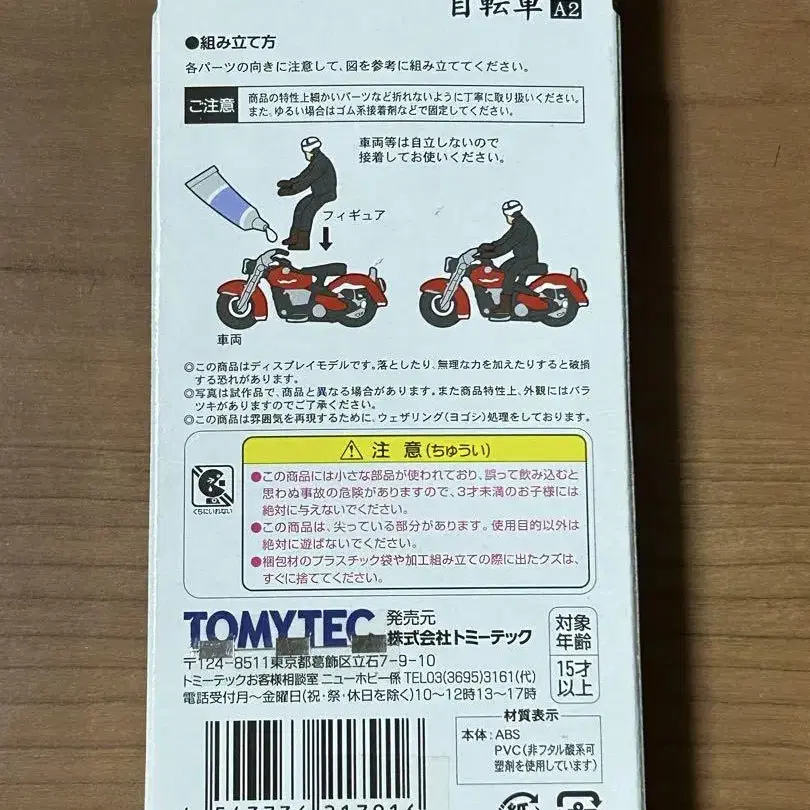 自転車 A2
●組み立て方
各パーツの向きに注意して、図を参考に組み立ててください。
ご注意
商品の特性上細かいパーツなど折れないように丁寧に取り扱いください。
また、ゆるい場合はゴム系接着剤などで固定してください。
車両等は自立しないので
接着してお使いください。
フィギュア
車両
◎この商品はディスプレイモデルです。落としたり、無理な力を加えたりすると破損
する恐れがあります。
◎写真は試作品で、商品と異なる場合があります。また商品特性上、外観にはバラ
ツキがありますのでご了承ください。
◎この商品は雰囲気を再現するために、ウェザリング(ヨゴシ)処理をしております。
注意(ちゅうい)
くちにいれない
●この商品には小さな部品が使われており、誤って飲み込むと
思わぬ事故の危険がありますので、3才未満のお子様には
絶対に与えないでください。
●この商品は、尖っている部分があります。使用目的以外は
絶対に遊ばないでください。
●梱包材のプラスチック袋や加工組み立ての際に出たクズは、
すぐに捨ててください。
TOMYTEC
発売元
株式会社トミーテック
〒124-8511東京都葛飾区立石7-9-10
トミーテックお客様相談室 ニューホビー係 TEL03(3695)3161(代)
電話受付月〜金曜日(祝・祭・休日を除く)10〜12時13〜17時
対象
年齢
15才
以上
材質表示
本体:ABS
PVC(非フタル酸系可
塑剤を使用しています)